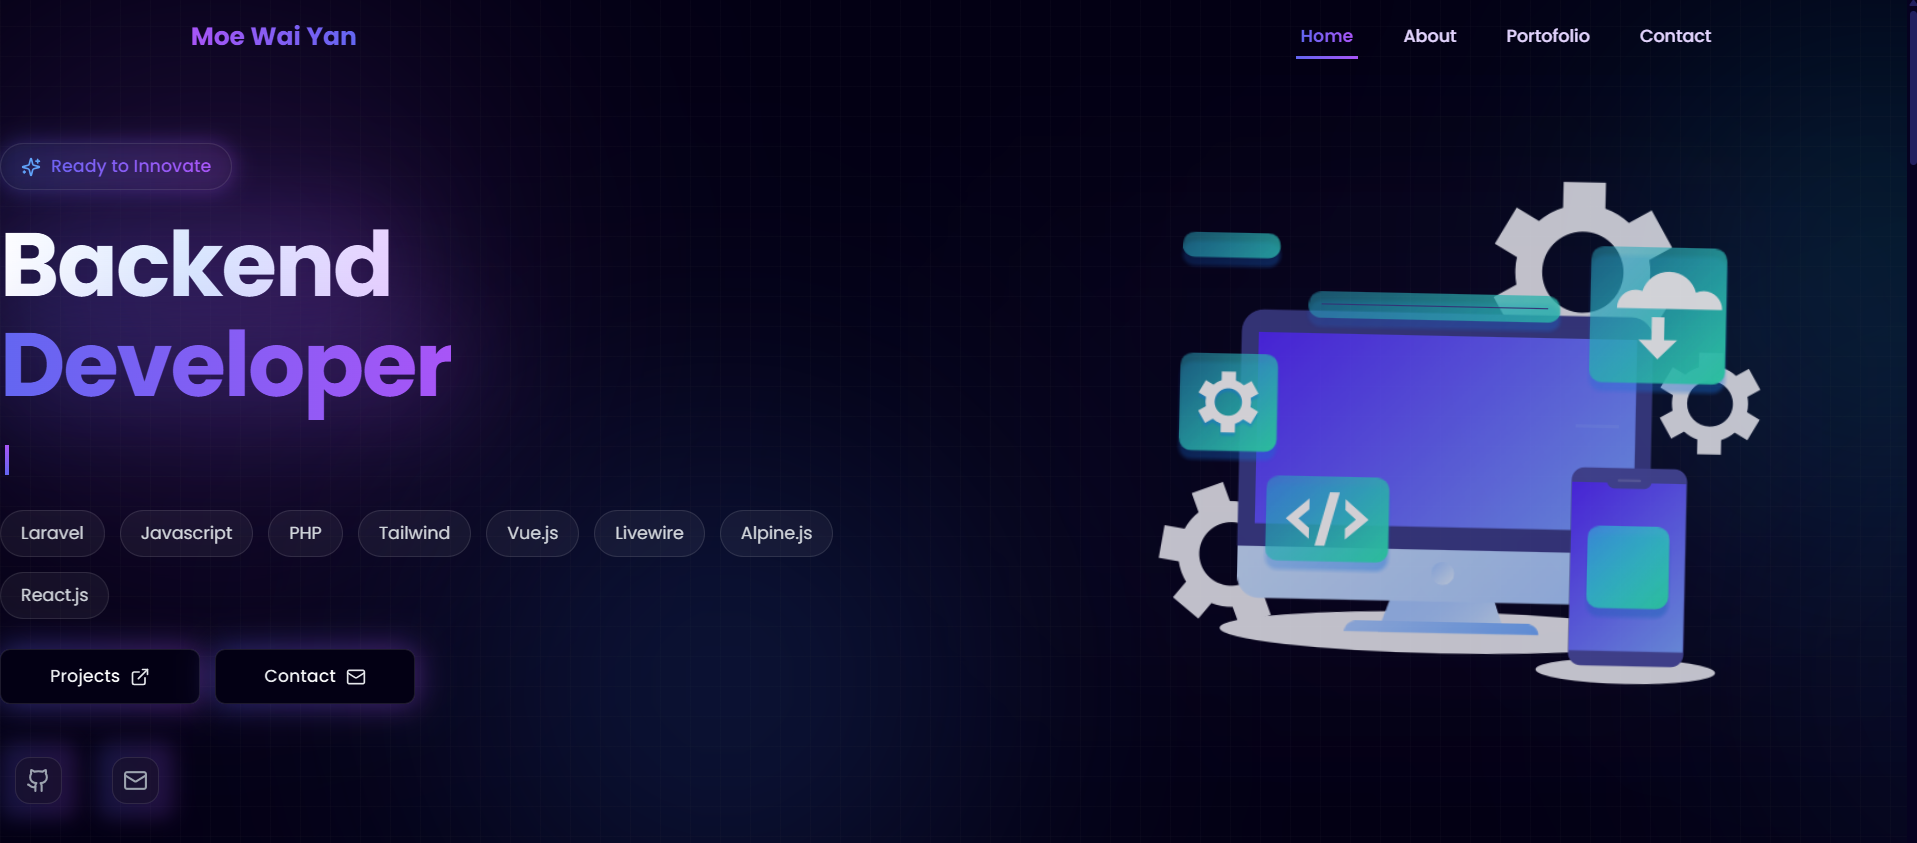 Moe Wai Yan
Home About Portofolio Contact
Ready to Innovate
Backend
Developer
Laravel Javascript PHP Tailwind Vue.js Livewire Alpine.js
React.js
Projects Contact